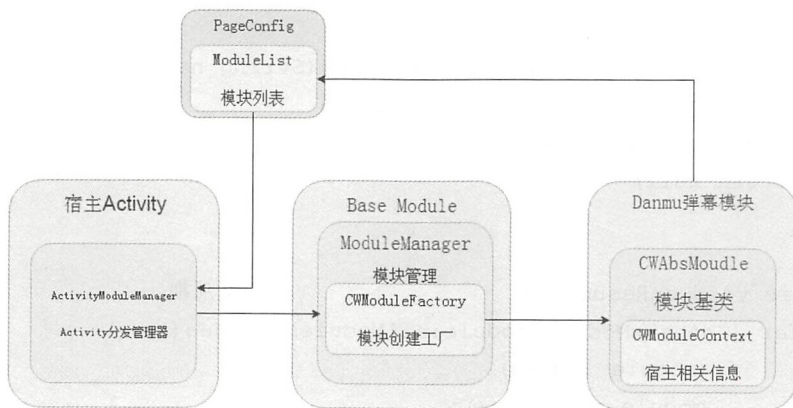 PageConfig
ModuleList
模块列表
宿主Activity
ActivityModuleManager
Activity分发管理器
Base Module
ModuleManager
模块管理
CWModuleFactory
模块创建工厂
Danmu弹幕模块
CWAbsMoudle
模块基类
CWModuleContext
宿主相关信息